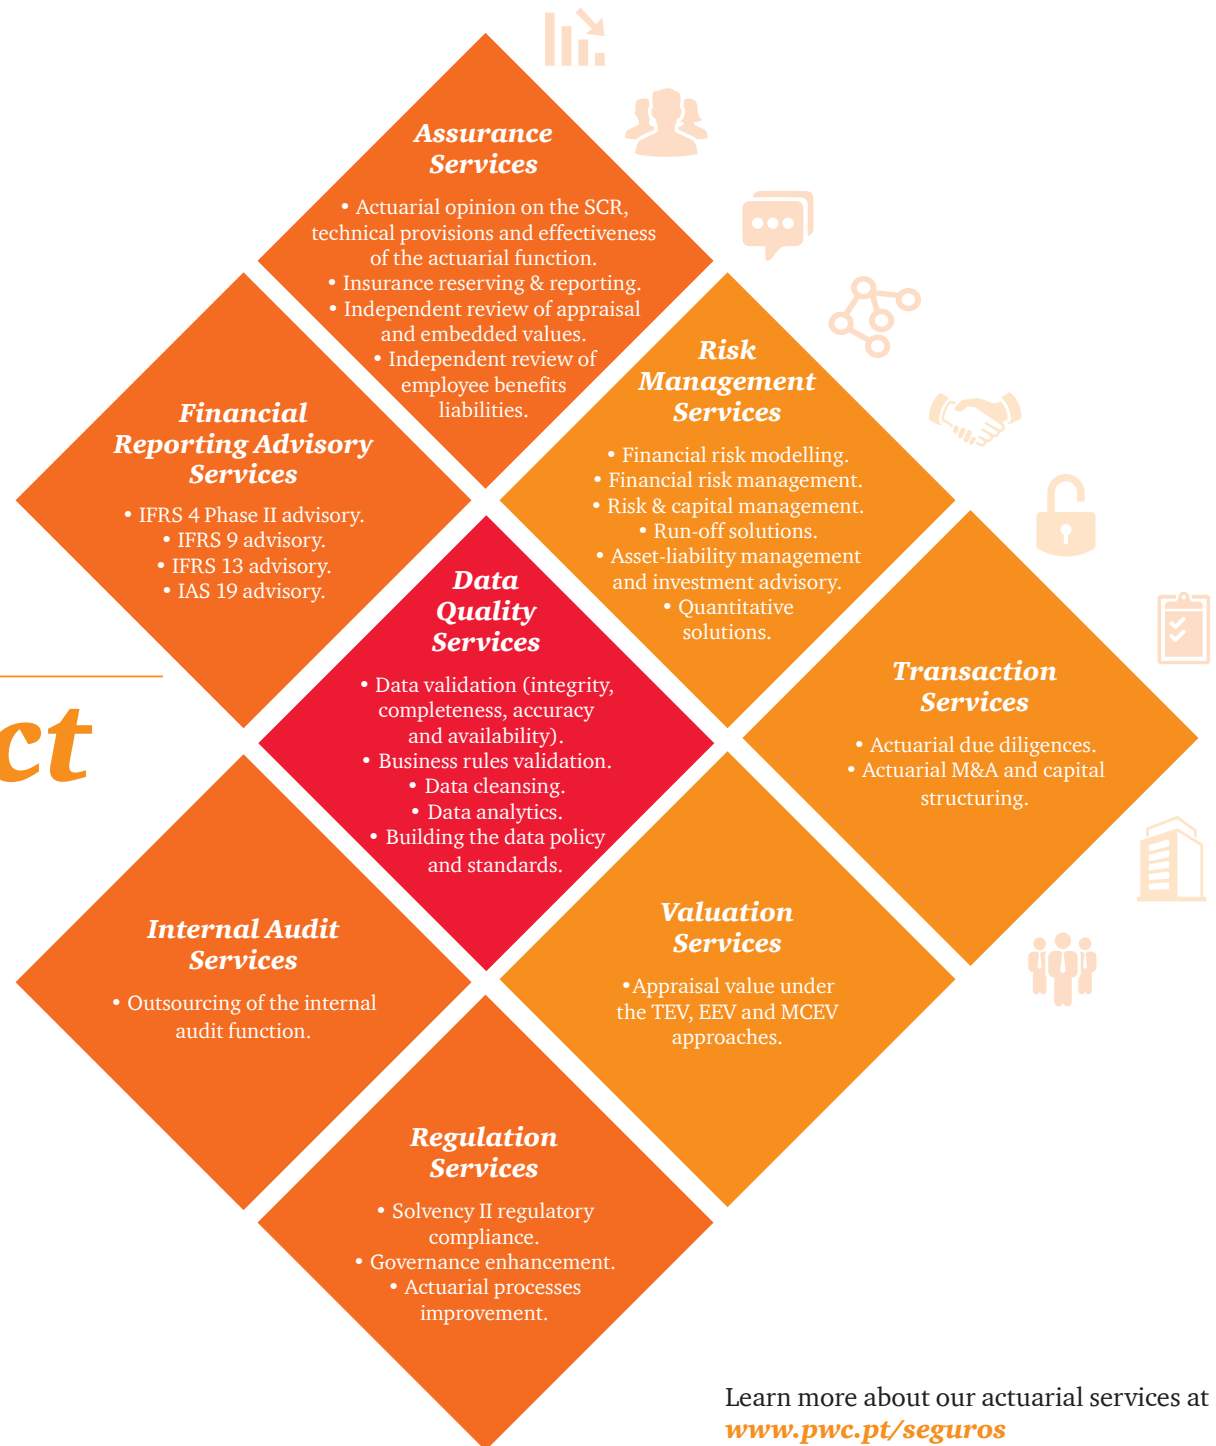 Assurance
Services
• Actuarial opinion on the SCR,
technical provisions and effectiveness
of the actuarial function.
• Insurance reserving & reporting.
• Independent review of appraisal
and embedded values.
• Independent review of
employee benefits
liabilities.
Risk
Management
Services
• Financial risk modelling.
• Financial risk management.
• Risk & capital management.
• Run-off solutions.
• Asset-liability management
and investment advisory.
• Quantitative
solutions.
Financial
Reporting Advisory
Services
• IFRS 4 Phase II advisory.
• IFRS 9 advisory.
• IFRS 13 advisory.
• IAS 19 advisory.
Data
Quality
Services
• Data validation (integrity,
completeness, accuracy
and availability).
• Business rules validation.
• Data cleansing.
• Data analytics.
• Building the data policy
and standards.
Transaction
Services
• Actuarial due diligences.
• Actuarial M&A and capital
structuring.
ct
Internal Audit
Services
• Outsourcing of the internal
audit function.
Valuation
Services
•Appraisal value under
the TEV, EEV and MCEV
approaches.
Regulation
Services
• Solvency II regulatory
compliance.
• Governance enhancement.
• Actuarial processes
improvement.
Learn more about our actuarial services at
www.pwc.pt/seguros